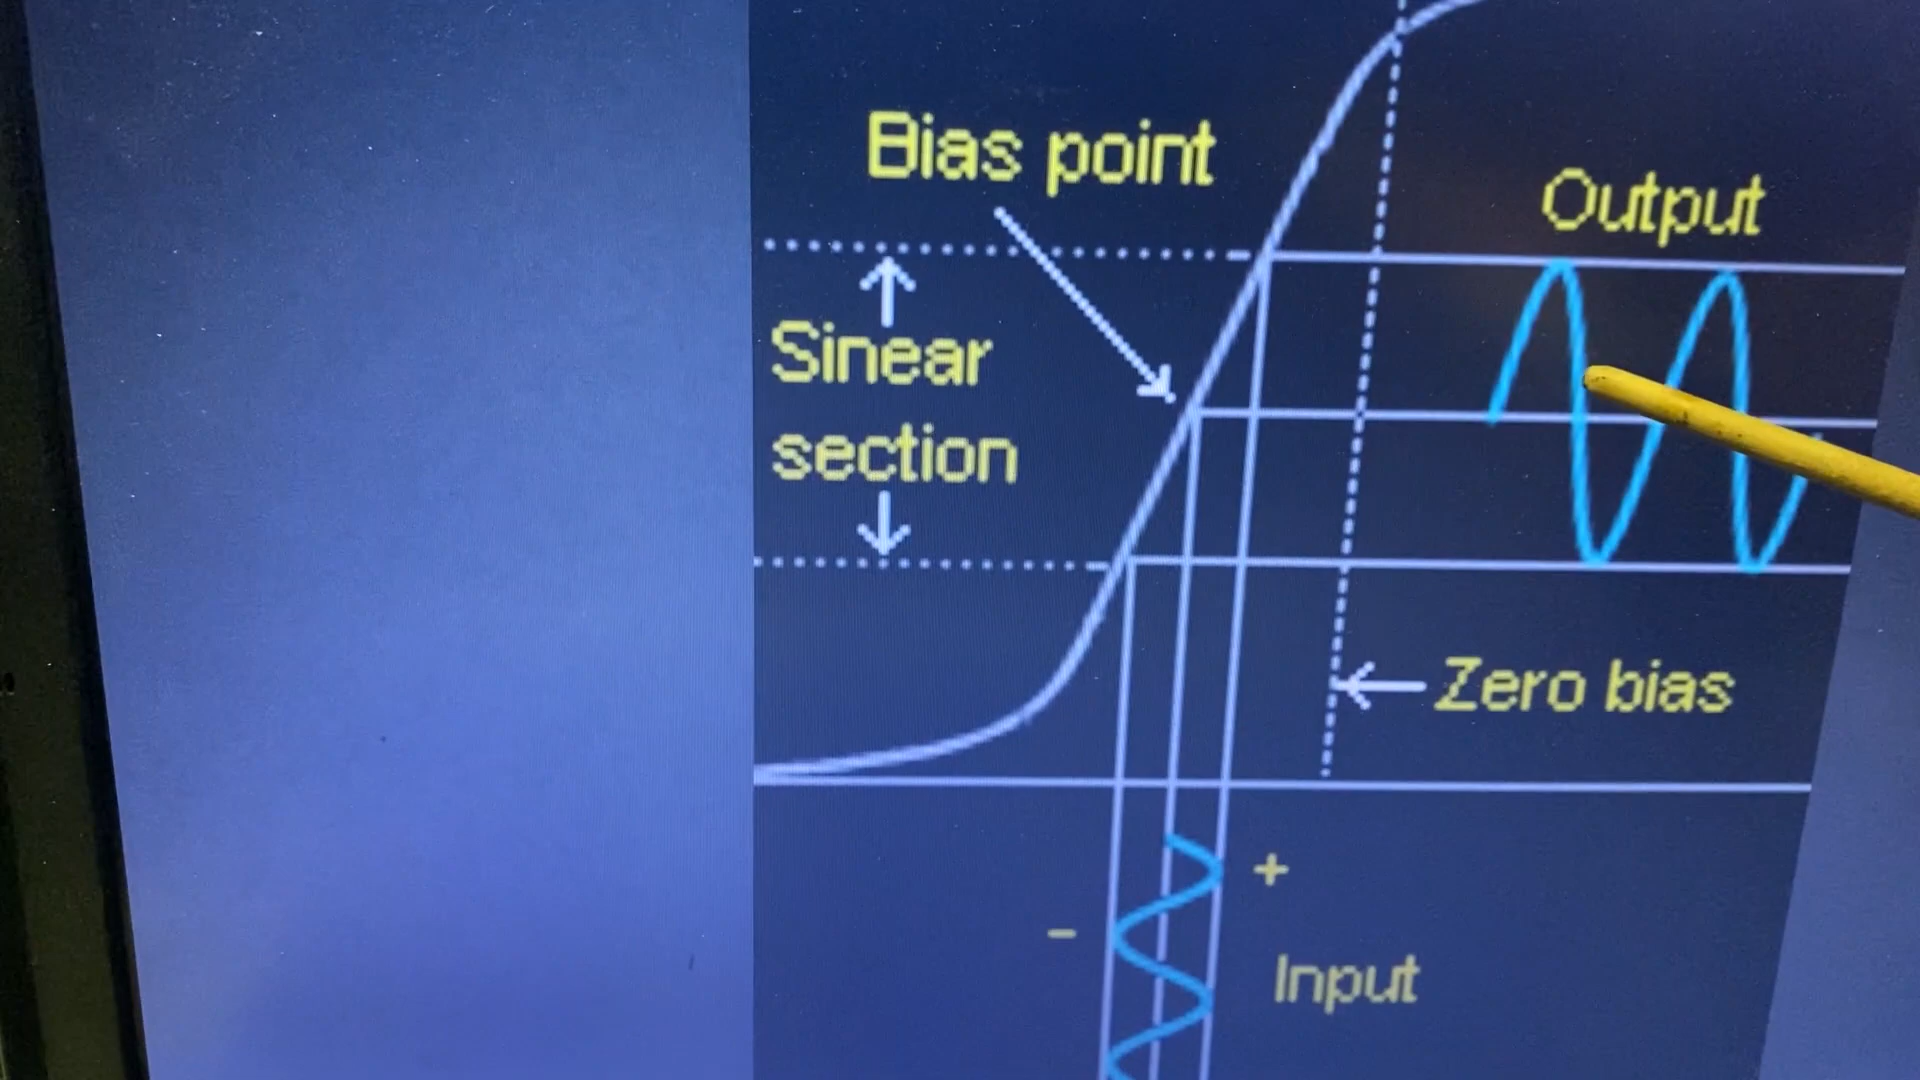 Bias point
Output
Sinear
section
Zero bias
+
-
Input